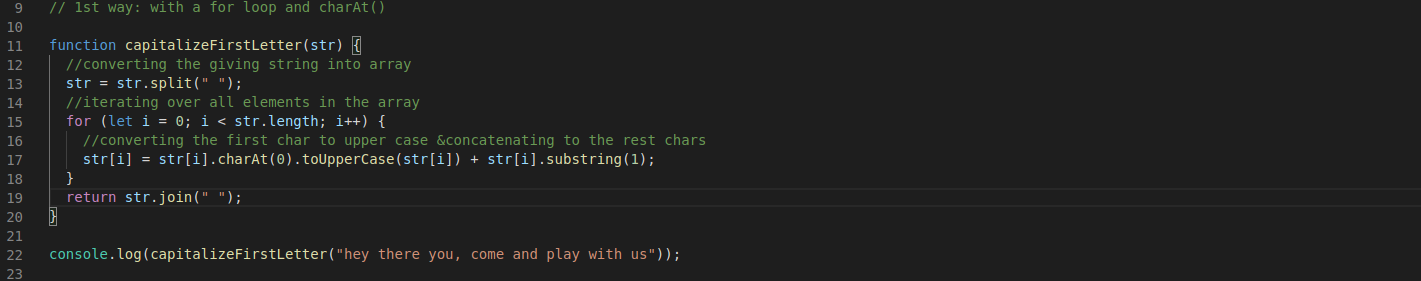 9 // 1st way: with a for loop and charAt()
10
11 function capitalizeFirstLetter(str) {
12   //converting the giving string into array
13   str = str.split(" ");
14   //iterating over all elements in the array
15   for (let i = 0; i < str.length; i++) {
16     //converting the first char to upper case &concatenating to the rest chars
17     str[i] = str[i].charAt(0).toUpperCase(str[i]) + str[i].substring(1);
18   }
19   return str.join(" ");
20 }
21
22 console.log(capitalizeFirstLetter("hey there you, come and play with us"));
23